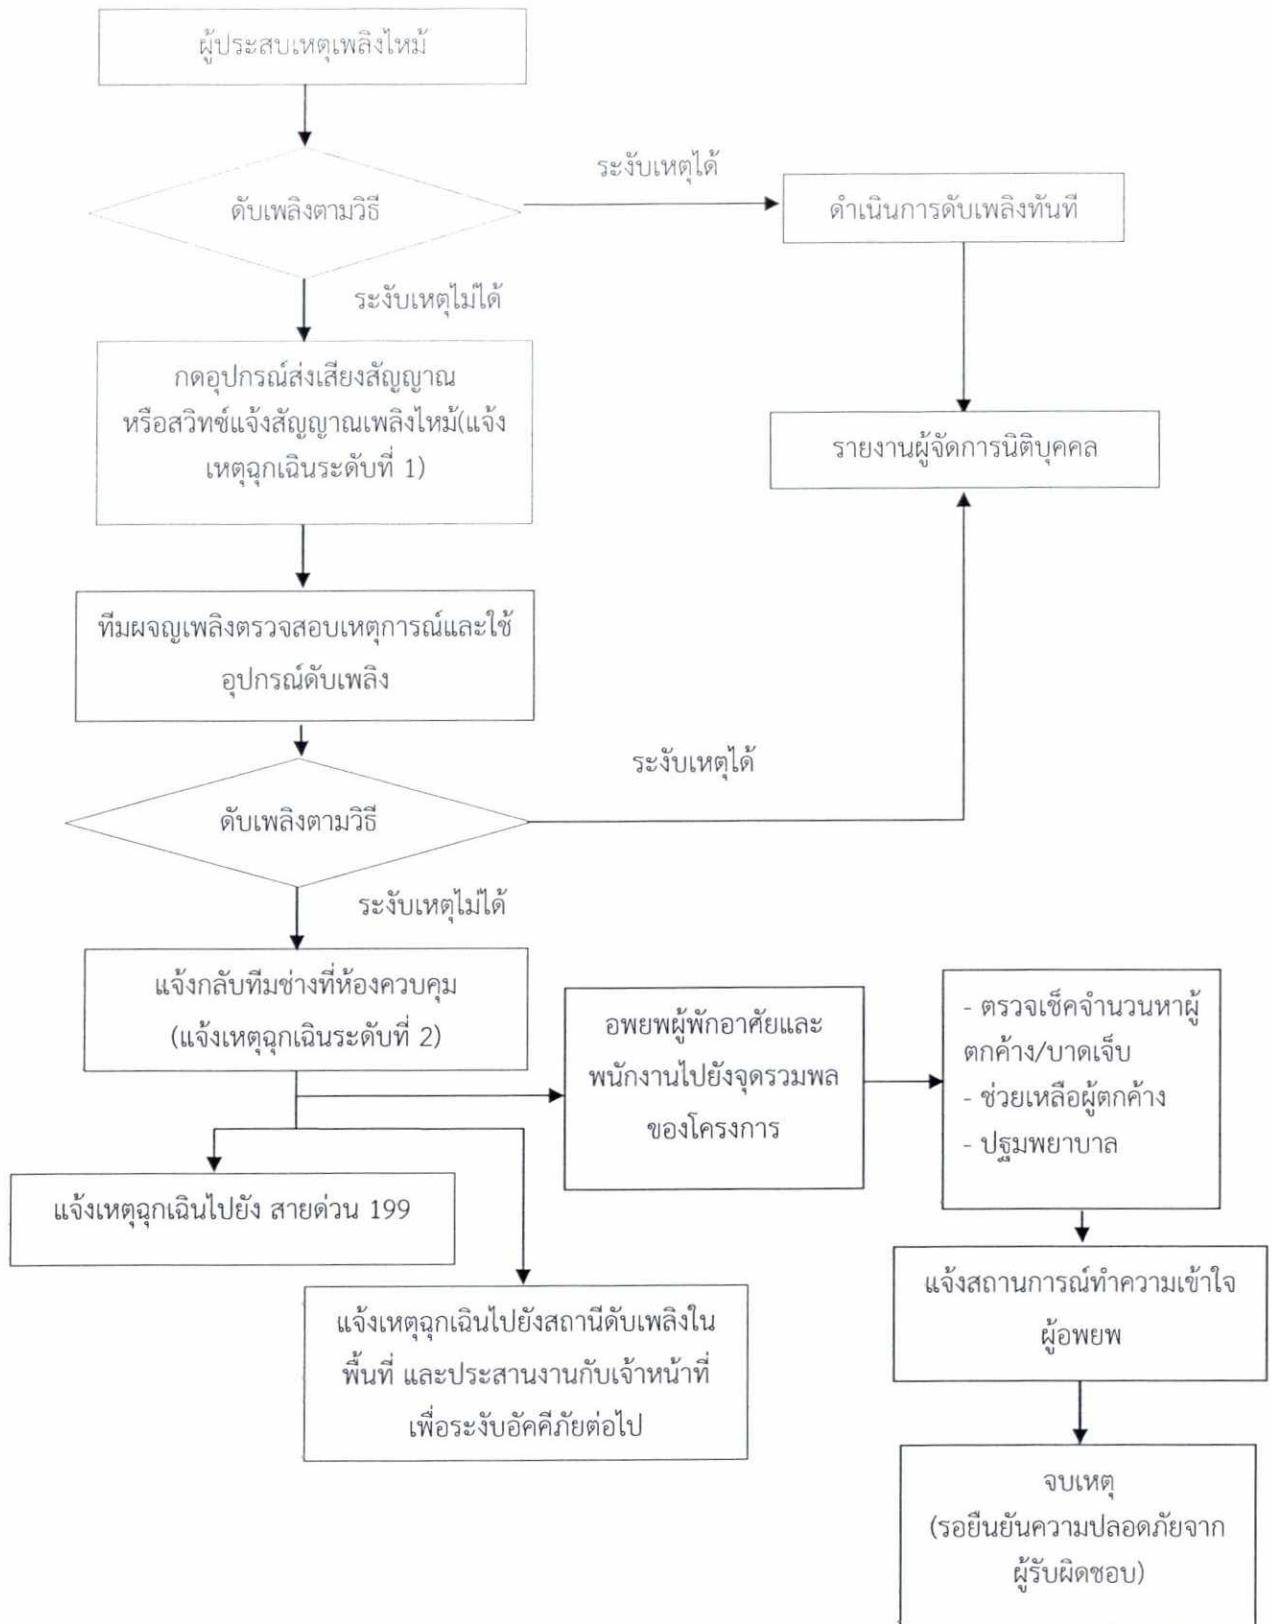 ผู้ประสบเหตุเพลิงไหม้
ดับเพลิงตามวิธี
ระงับเหตุได้
ดำเนินการดับเพลิงทันที
ระงับเหตุไม่ได้
กดอุปกรณ์ส่งเสียงสัญญาณ
หรือสวิทซ์แจ้งสัญญาณเพลิงไหม้(แจ้ง
เหตุฉุกเฉินระดับที่ 1)
รายงานผู้จัดการนิติบุคคล
ทีมผจญเพลิงตรวจสอบเหตุการณ์และใช้
อุปกรณ์ดับเพลิง
ดับเพลิงตามวิธี
ระงับเหตุได้
ระงับเหตุไม่ได้
แจ้งกลับทีมช่างที่ห้องควบคุม
(แจ้งเหตุฉุกเฉินระดับที่ 2)
อพยพผู้พักอาศัยและ
พนักงานไปยังจุดรวมพล
ของโครงการ
- ตรวจเช็คจำนวนหาผู้
ตกค้าง/บาดเจ็บ
- ช่วยเหลือผู้ตกค้าง
- ปฐมพยาบาล
แจ้งเหตุฉุกเฉินไปยัง สายด่วน 199
แจ้งเหตุฉุกเฉินไปยังสถานีดับเพลิงใน
พื้นที่ และประสานงานกับเจ้าหน้าที่
เพื่อระงับอัคคีภัยต่อไป
แจ้งสถานการณ์ทำความเข้าใจ
ผู้อพยพ
จบเหตุ
(รอยืนยันความปลอดภัยจาก
ผู้รับผิดชอบ)